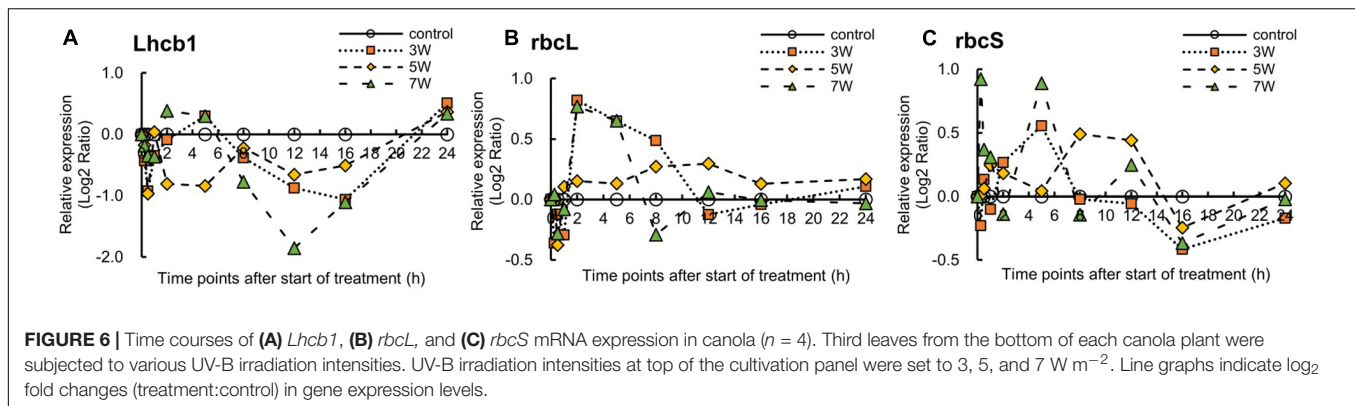 A
Lhcb1
control
3W
5W
7W
1.0
0.0
-1.0
-2.0
0 2 4 6 8 10 12 14 16 18 20 22 24
Relative expression
(Log2 Ratio)
Time points after start of treatment (h)
B
rbcL
control
3W
5W
7W
1.0
0.5
0.0
-0.5
0 2 4 6 8 10 12 14 16 18 20 22 24
Relative expression
(Log2 Ratio)
Time points after start of treatment (h)
C
rbcS
control
3W
5W
7W
1.0
0.5
0.0
-0.5
0 2 4 6 8 10 12 14 16 18 20 22 24
Relative expression
(Log2 Ratio)
Time points after start of treatment (h)
FIGURE 6 | Time courses of (A) Lhcb1, (B) rbcL, and (C) rbcS mRNA expression in canola (n = 4). Third leaves from the bottom of each canola plant were
subjected to various UV-B irradiation intensities. UV-B irradiation intensities at top of the cultivation panel were set to 3, 5, and 7 W m⁻². Line graphs indicate log₂
fold changes (treatment:control) in gene expression levels.